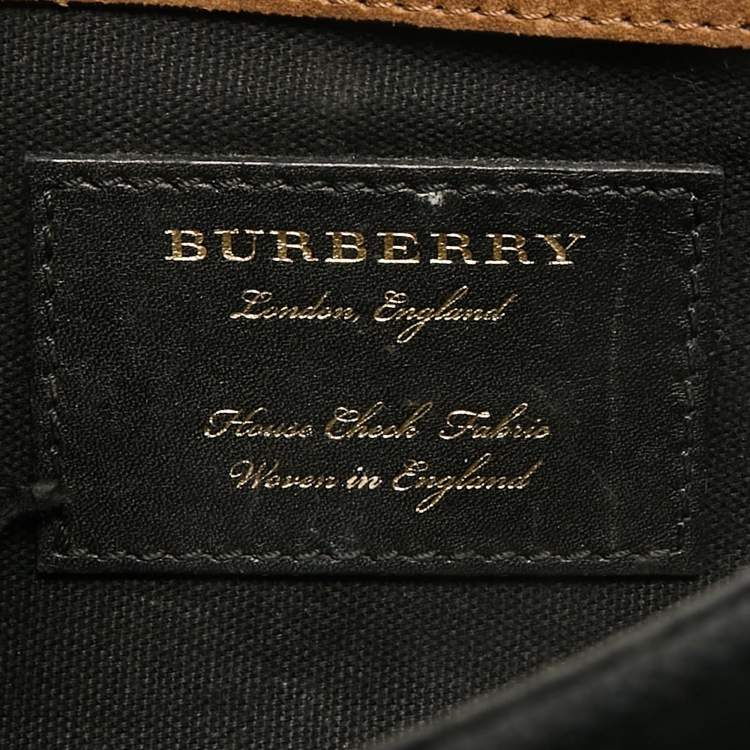 BURBERRY
London, England
House Check Fabric
Woven in England